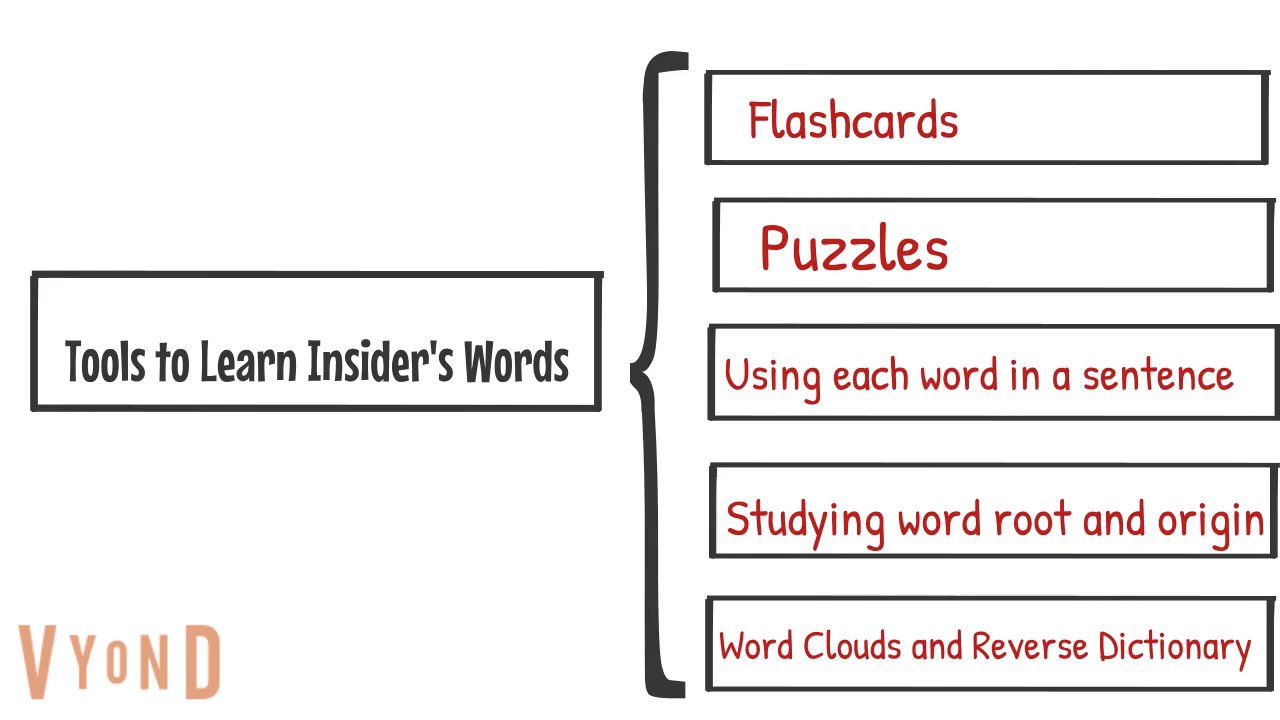 Tools to Learn Insider's Words
Flashcards
Puzzles
Using each word in a sentence
Studying word root and origin
Word Clouds and Reverse Dictionary
VYOND